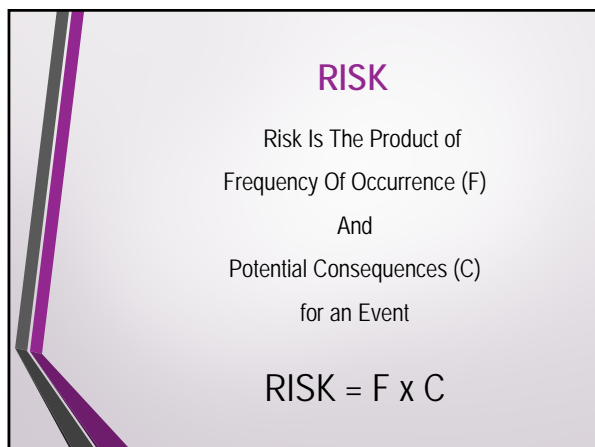 RISK
Risk Is The Product of
Frequency Of Occurrence (F)
And
Potential Consequences (C)
for an Event
RISK = F x C